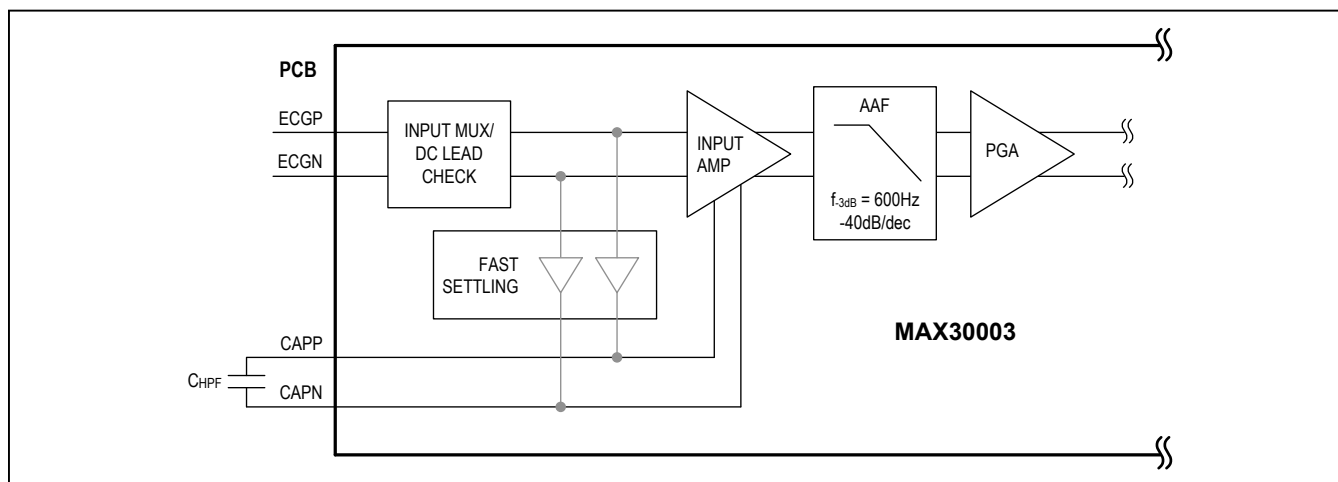 PCB
ECGP
ECGN
INPUT MUX/
DC LEAD
CHECK
INPUT
AMP
AAF
f-3dB = 600Hz
-40dB/dec
PGA
FAST
SETTLING
CAPP
CHPF
CAPN
MAX30003